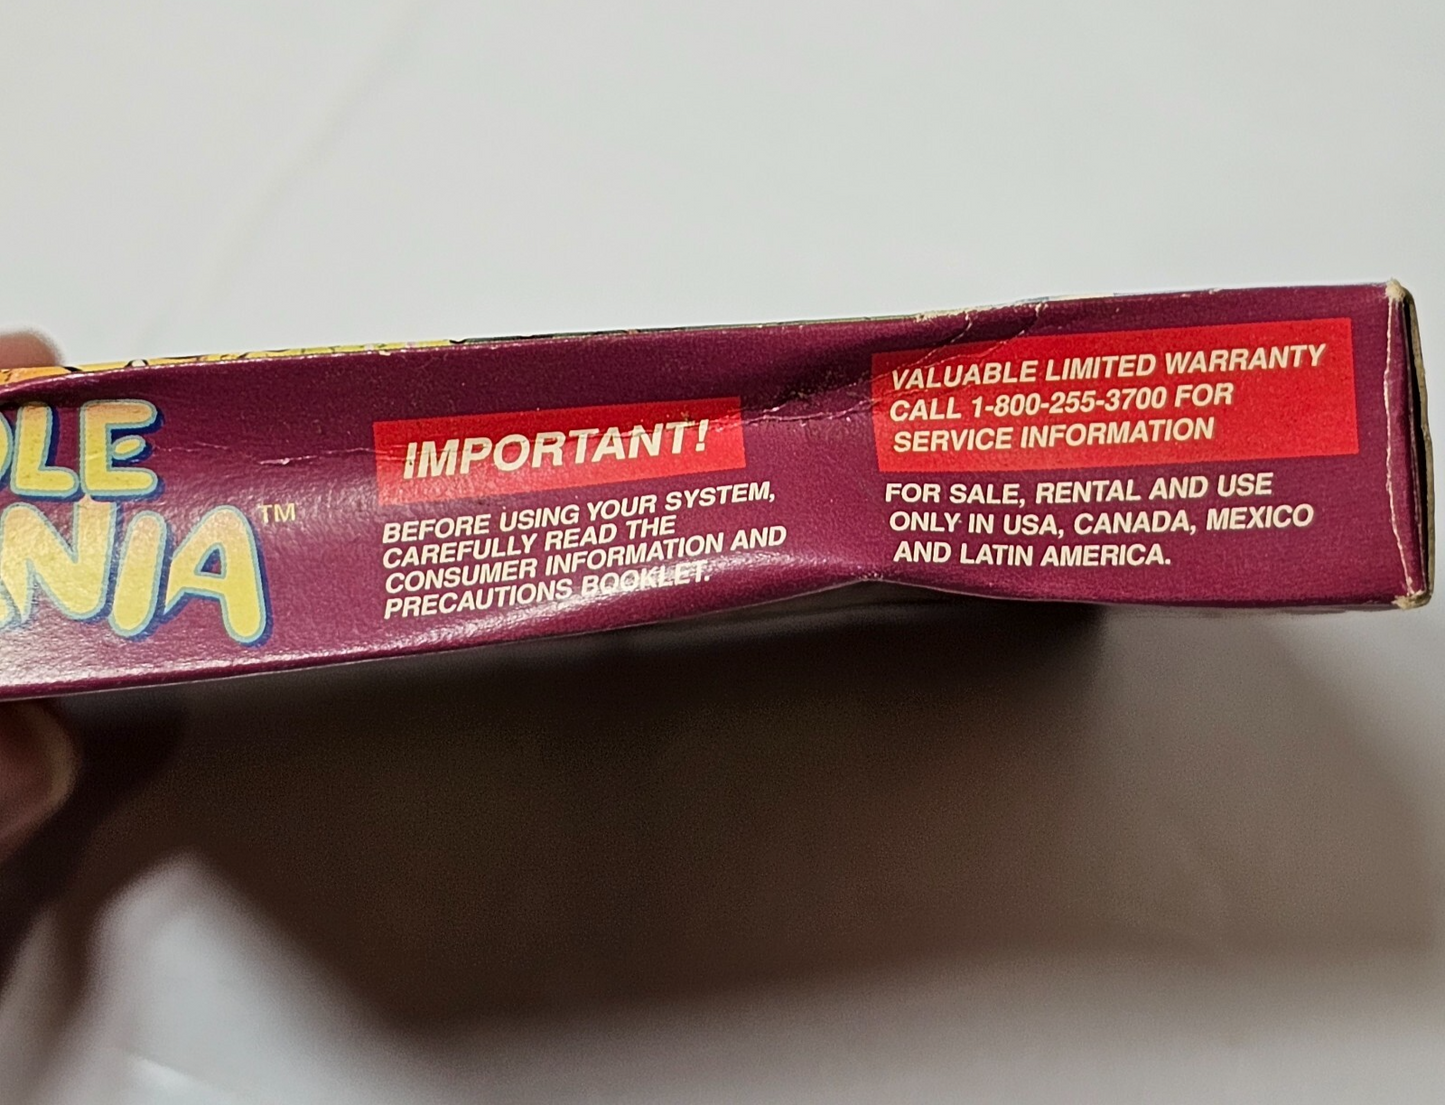 OLE
ANIA™
IMPORTANT!
BEFORE USING YOUR SYSTEM,
CAREFULLY READ THE
CONSUMER INFORMATION AND
PRECAUTIONS BOOKLET.
VALUABLE LIMITED WARRANTY
CALL 1-800-255-3700 FOR
SERVICE INFORMATION
FOR SALE, RENTAL AND USE
ONLY IN USA, CANADA, MEXICO
AND LATIN AMERICA.